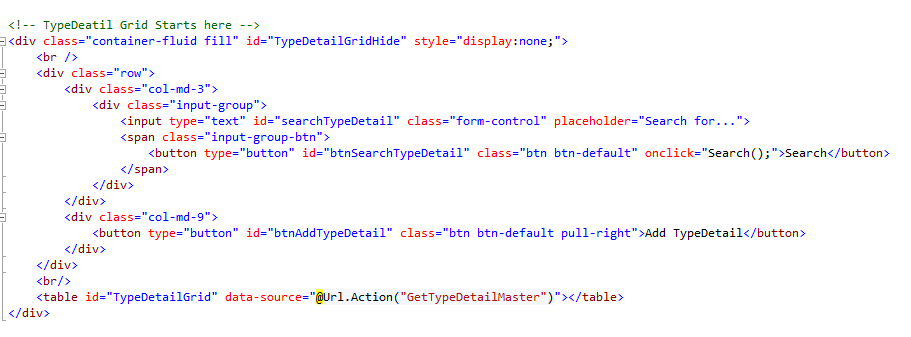 <!-- TypeDeatil Grid Starts here -->
<div class="container-fluid fill" id="TypeDetailGridHide" style="display:none;">
<br />
<div class="row">
<div class="col-md-3">
<div class="input-group">
<input type="text" id="searchTypeDetail" class="form-control" placeholder="Search for...">
<span class="input-group-btn">
<button type="button" id="btnSearchTypeDetail" class="btn btn-default" onclick="Search();">Search</button>
</span>
</div>
</div>
<div class="col-md-9">
<button type="button" id="btnAddTypeDetail" class="btn btn-default pull-right">Add TypeDetail</button>
</div>
</div>
<br/>
<table id="TypeDetailGrid" data-source="@Url.Action("GetTypeDetailMaster")"></table>
</div>